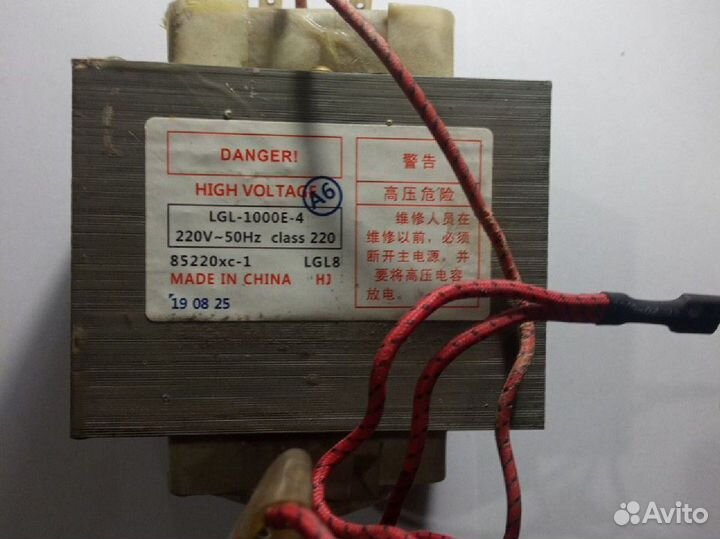 DANGER!
HIGH VOLTAGE
A6
LGL-1000E-4
220V~50Hz class 220
85220xc-1 LGL8
MADE IN CHINA HJ
19 08 25
警告
高压危险
维修人员在
维修以前，必须
断开主电源，并
要将高压电容
放电。
Avito